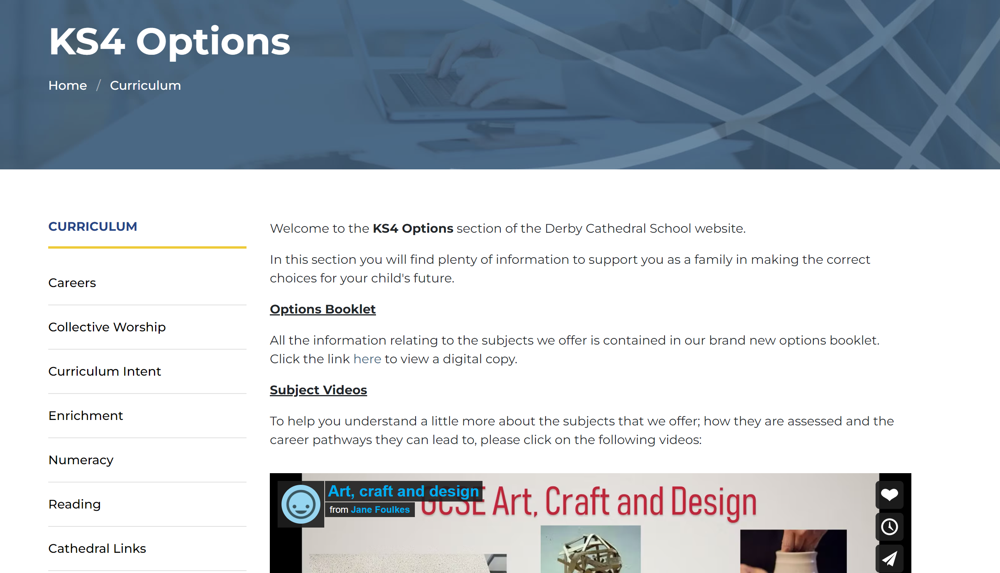 KS4 Options
Home / Curriculum
CURRICULUM
Careers
Collective Worship
Curriculum Intent
Enrichment
Numeracy
Reading
Cathedral Links
Welcome to the KS4 Options section of the Derby Cathedral School website.
In this section you will find plenty of information to support you as a family in making the correct
choices for your child's future.
Options Booklet
All the information relating to the subjects we offer is contained in our brand new options booklet.
Click the link here to view a digital copy.
Subject Videos
To help you understand a little more about the subjects that we offer; how they are assessed and the
career pathways they can lead to, please click on the following videos:
Art, craft and design
from Jane Foulkes
GCSE Art, Craft and Design